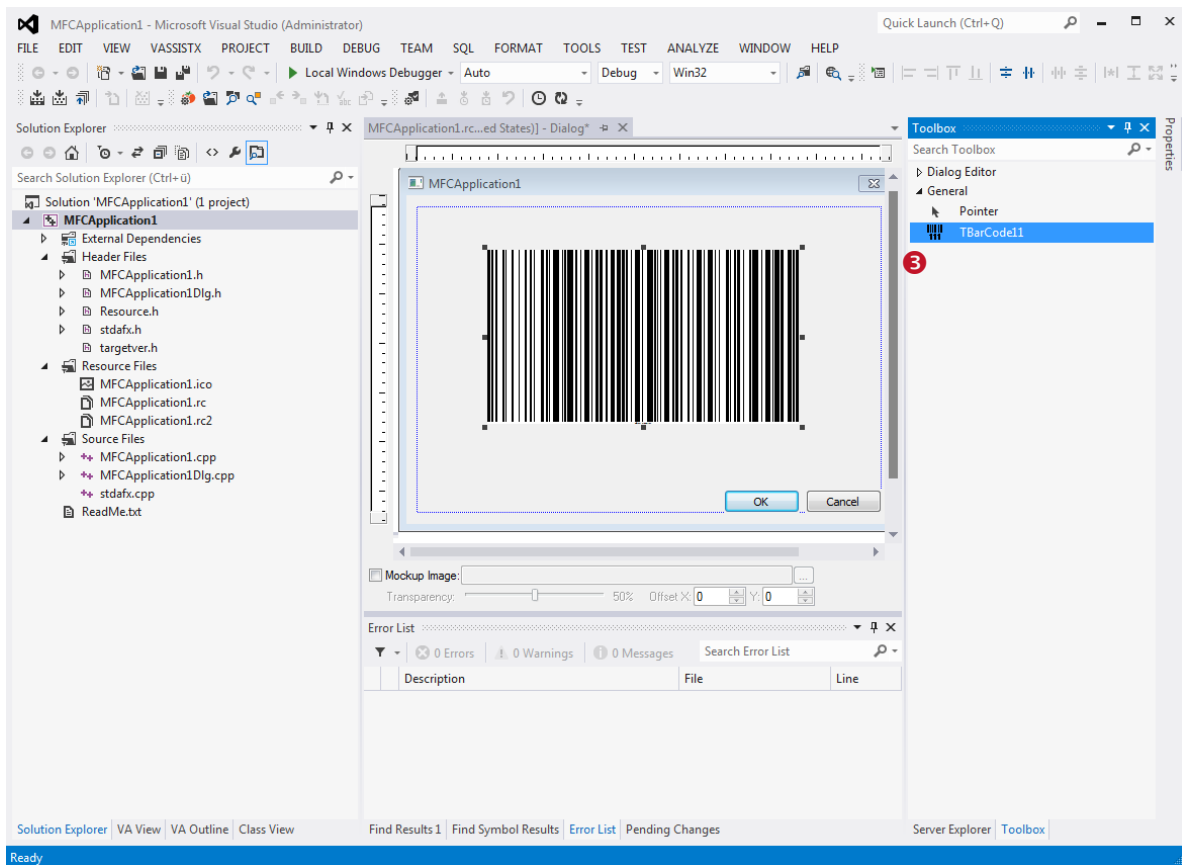 MFCApplication1 - Microsoft Visual Studio (Administrator)
Quick Launch (Ctrl+Q)
FILE EDIT VIEW VASSISTX PROJECT BUILD DEBUG TEAM SQL FORMAT TOOLS TEST ANALYZE WINDOW HELP
Local Windows Debugger Auto Debug Win32
Solution Explorer
Search Solution Explorer (Ctrl+ü)
Solution 'MFCApplication1' (1 project)
MFCApplication1
External Dependencies
Header Files
MFCApplication1.h
MFCApplication1Dlg.h
Resource.h
stdafx.h
targetver.h
Resource Files
MFCApplication1.ico
MFCApplication1.rc
MFCApplication1.rc2
Source Files
MFCApplication1.cpp
MFCApplication1Dlg.cpp
stdafx.cpp
ReadMe.txt
Solution Explorer VA View VA Outline Class View
MFCApplication1.rc...ed States)] - Dialog*
MFCApplication1
OK Cancel
Mockup Image: ...
Transparency: 50% Offset X: 0 Y: 0
Error List
0 Errors 0 Warnings 0 Messages Search Error List
Description File Line
Find Results 1 Find Symbol Results Error List Pending Changes
Toolbox
Search Toolbox
Dialog Editor
General
Pointer
TBarCode11
3
Server Explorer Toolbox
Properties
Ready